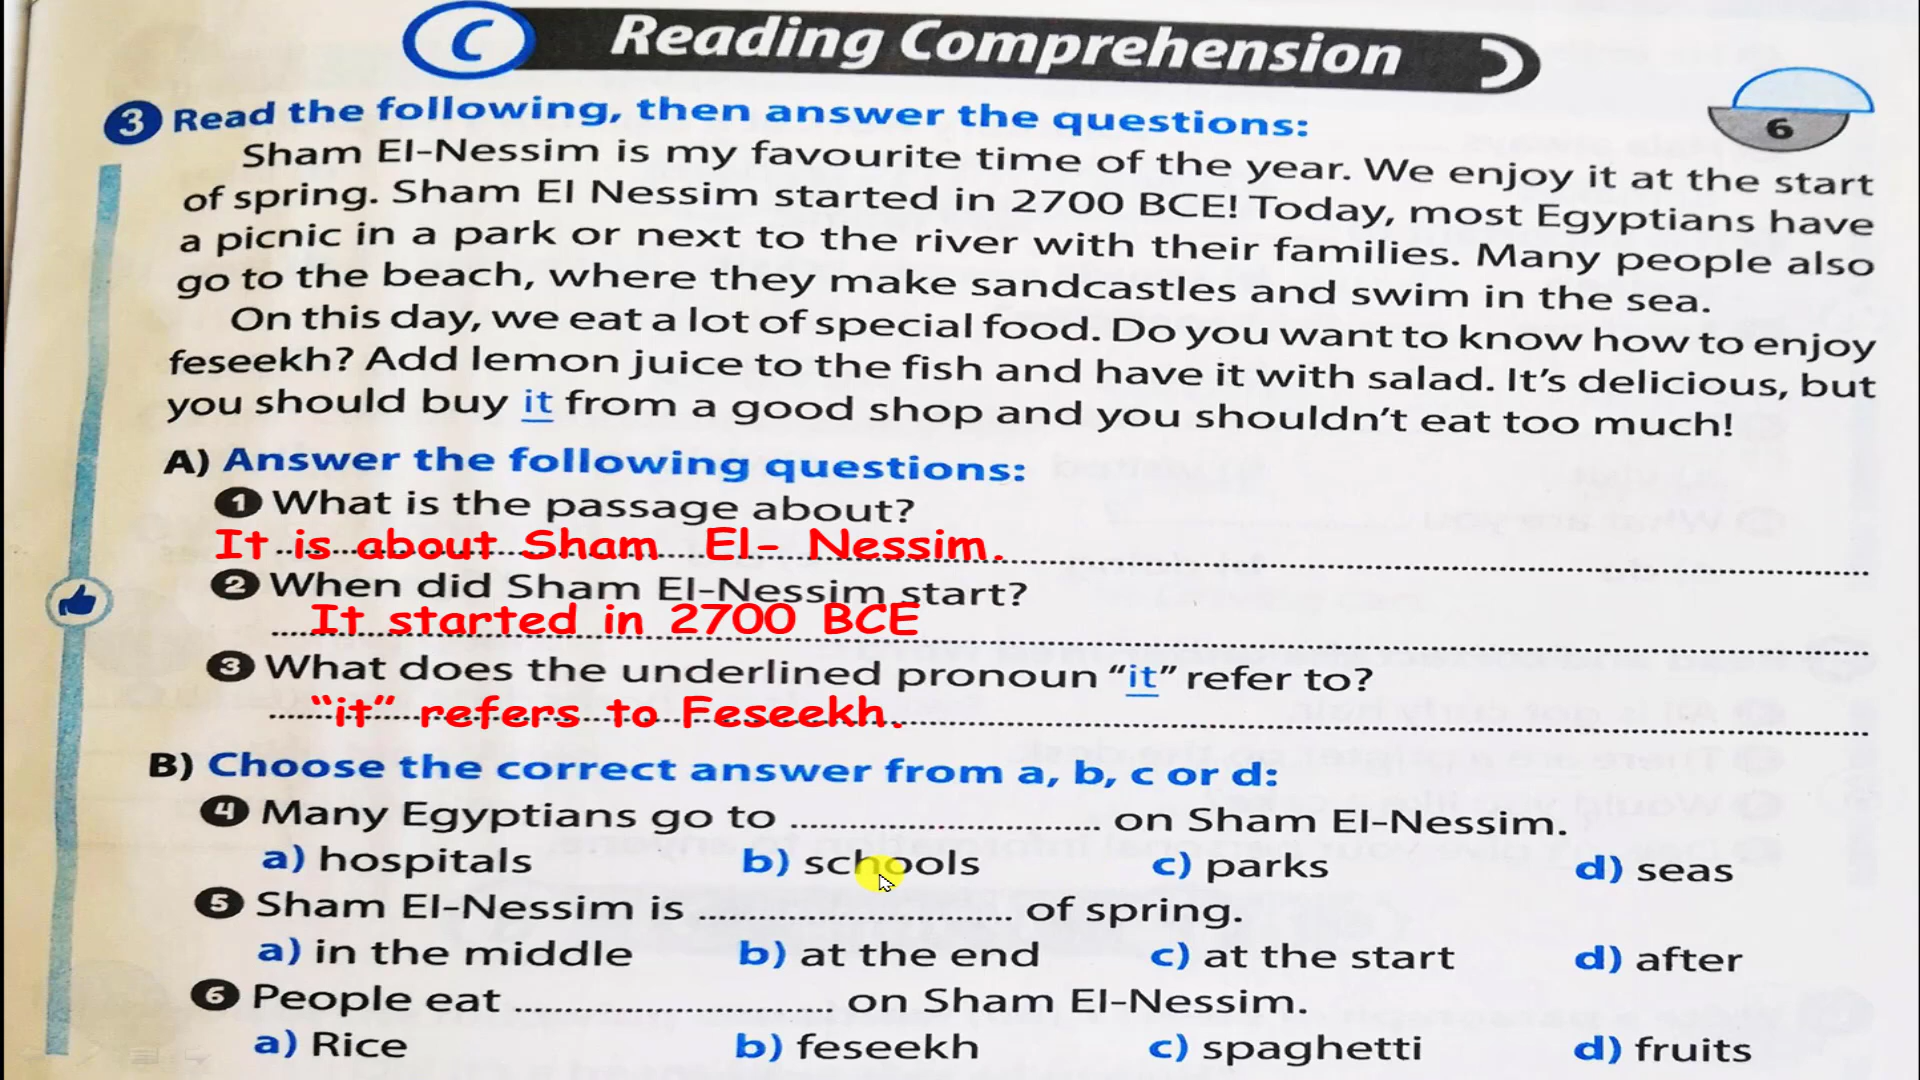 C Reading Comprehension
6
3 Read the following, then answer the questions:
Sham El-Nessim is my favourite time of the year. We enjoy it at the start
of spring. Sham El Nessim started in 2700 BCE! Today, most Egyptians have
a picnic in a park or next to the river with their families. Many people also
go to the beach, where they make sandcastles and swim in the sea.
On this day, we eat a lot of special food. Do you want to know how to enjoy
feseekh? Add lemon juice to the fish and have it with salad. It's delicious, but
you should buy it from a good shop and you shouldn't eat too much!
A) Answer the following questions:
1 What is the passage about?
It is about Sham El- Nessim.
2 When did Sham El-Nessim start?
It started in 2700 BCE
3 What does the underlined pronoun "it" refer to?
"it" refers to Feseekh.
B) Choose the correct answer from a, b, c or d:
4 Many Egyptians go to .............................. on Sham El-Nessim.
a) hospitals b) schools c) parks d) seas
5 Sham El-Nessim is .............................. of spring.
a) in the middle b) at the end c) at the start d) after
6 People eat .............................. on Sham El-Nessim.
a) Rice b) feseekh c) spaghetti d) fruits